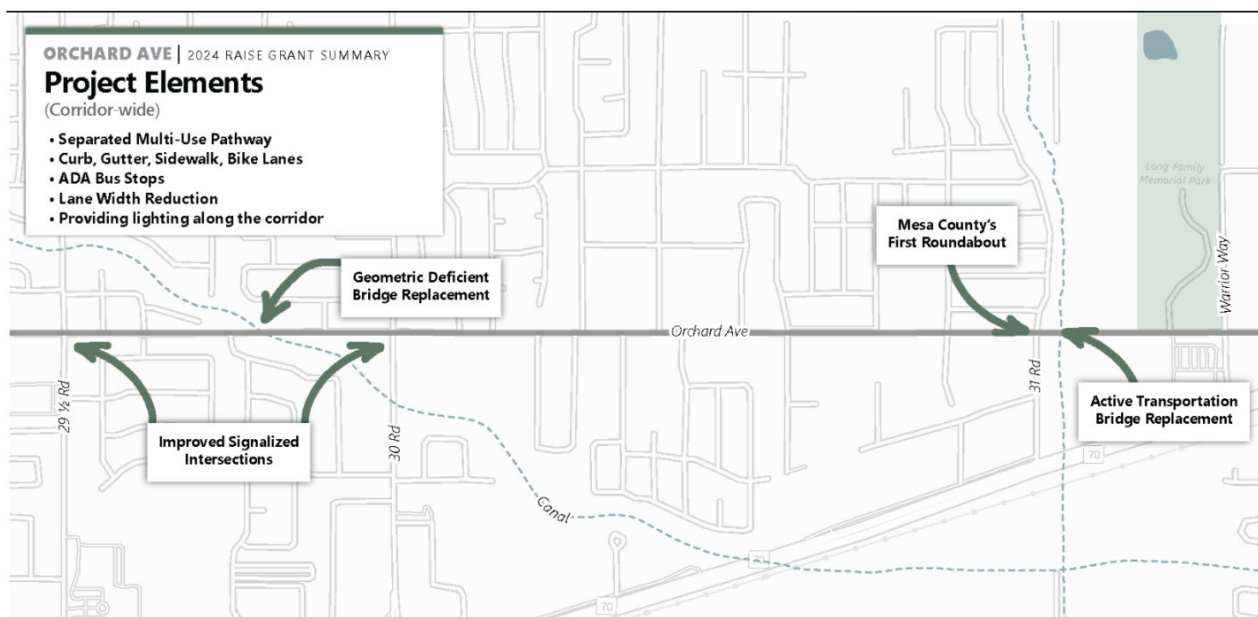 ORCHARD AVE | 2024 RAISE GRANT SUMMARY
Project Elements
(Corridor-wide)
• Separated Multi-Use Pathway
• Curb, Gutter, Sidewalk, Bike Lanes
• ADA Bus Stops
• Lane Width Reduction
• Providing lighting along the corridor
Long Family
Memorial Park
Mesa County's
First Roundabout
Warrior Way
Geometric Deficient
Bridge Replacement
Orchard Ave
29 ½ Rd
31 Rd
Active Transportation
Bridge Replacement
Improved Signalized
Intersections
30 Rd
70
Canal
70
70